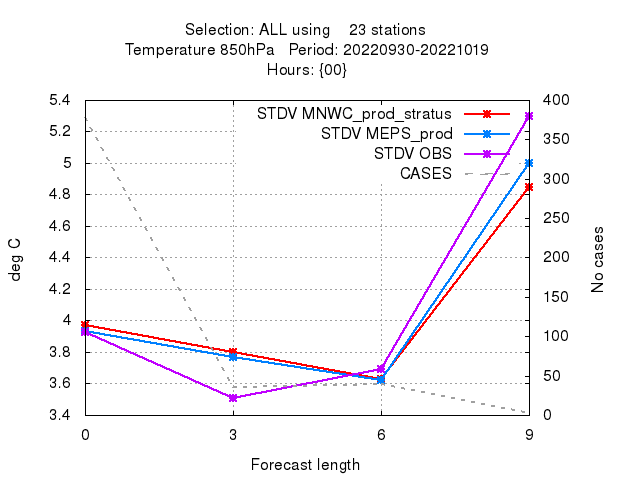 Selection: ALL using    23 stations
Temperature 850hPa   Period: 20220930-20221019
Hours: {00}
STDV MNWC_prod_stratus
STDV MEPS_prod
STDV OBS
CASES
5.4
5.2
5
4.8
4.6
4.4
4.2
4
3.8
3.6
3.4
deg C
400
350
300
250
200
150
100
50
0
No cases
0 3 6 9
Forecast length